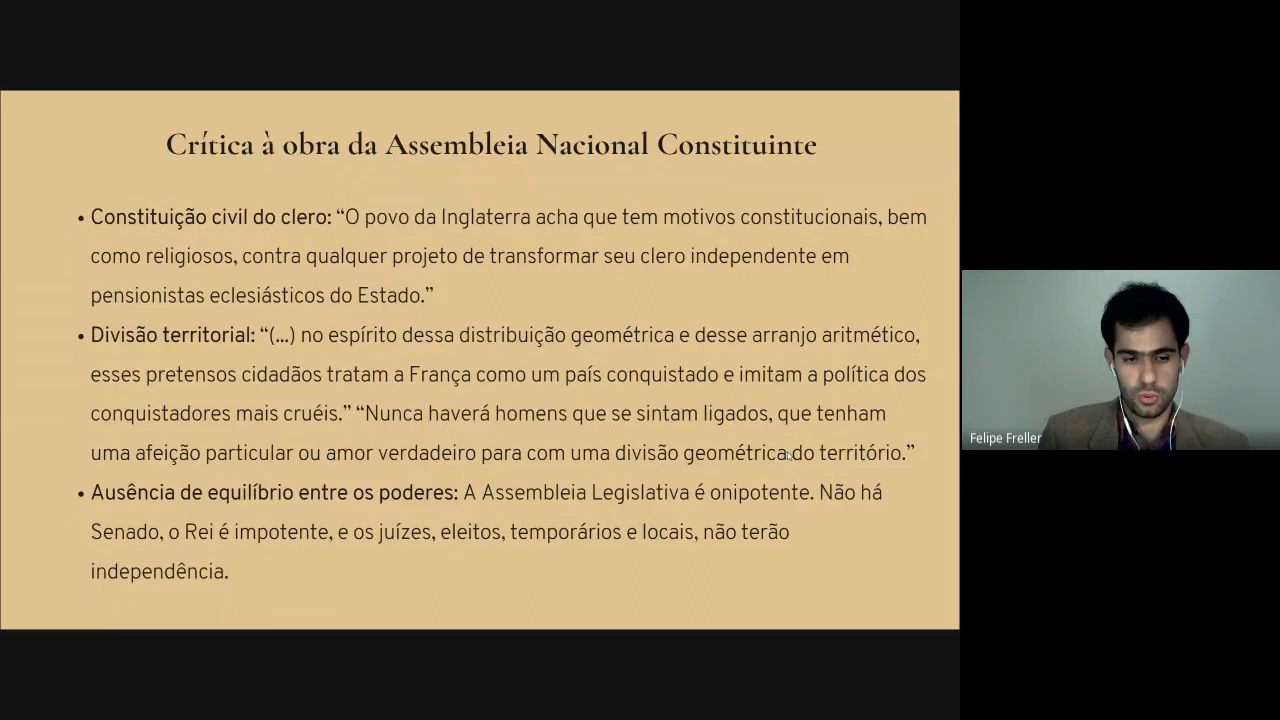 Crítica à obra da Assembleia Nacional Constituinte
• Constituição civil do clero: “O povo da Inglaterra acha que tem motivos constitucionais, bem
como religiosos, contra qualquer projeto de transformar seu clero independente em
pensionistas eclesiásticos do Estado.”
• Divisão territorial: “(...) no espírito dessa distribuição geométrica e desse arranjo aritmético,
esses pretensos cidadãos tratam a França como um país conquistado e imitam a política dos
conquistadores mais cruéis.” “Nunca haverá homens que se sintam ligados, que tenham
uma afeição particular ou amor verdadeiro para com uma divisão geométrica do território.”
• Ausência de equilíbrio entre os poderes: A Assembleia Legislativa é onipotente. Não há
Senado, o Rei é impotente, e os juízes, eleitos, temporários e locais, não terão
independência.
Felipe Freller